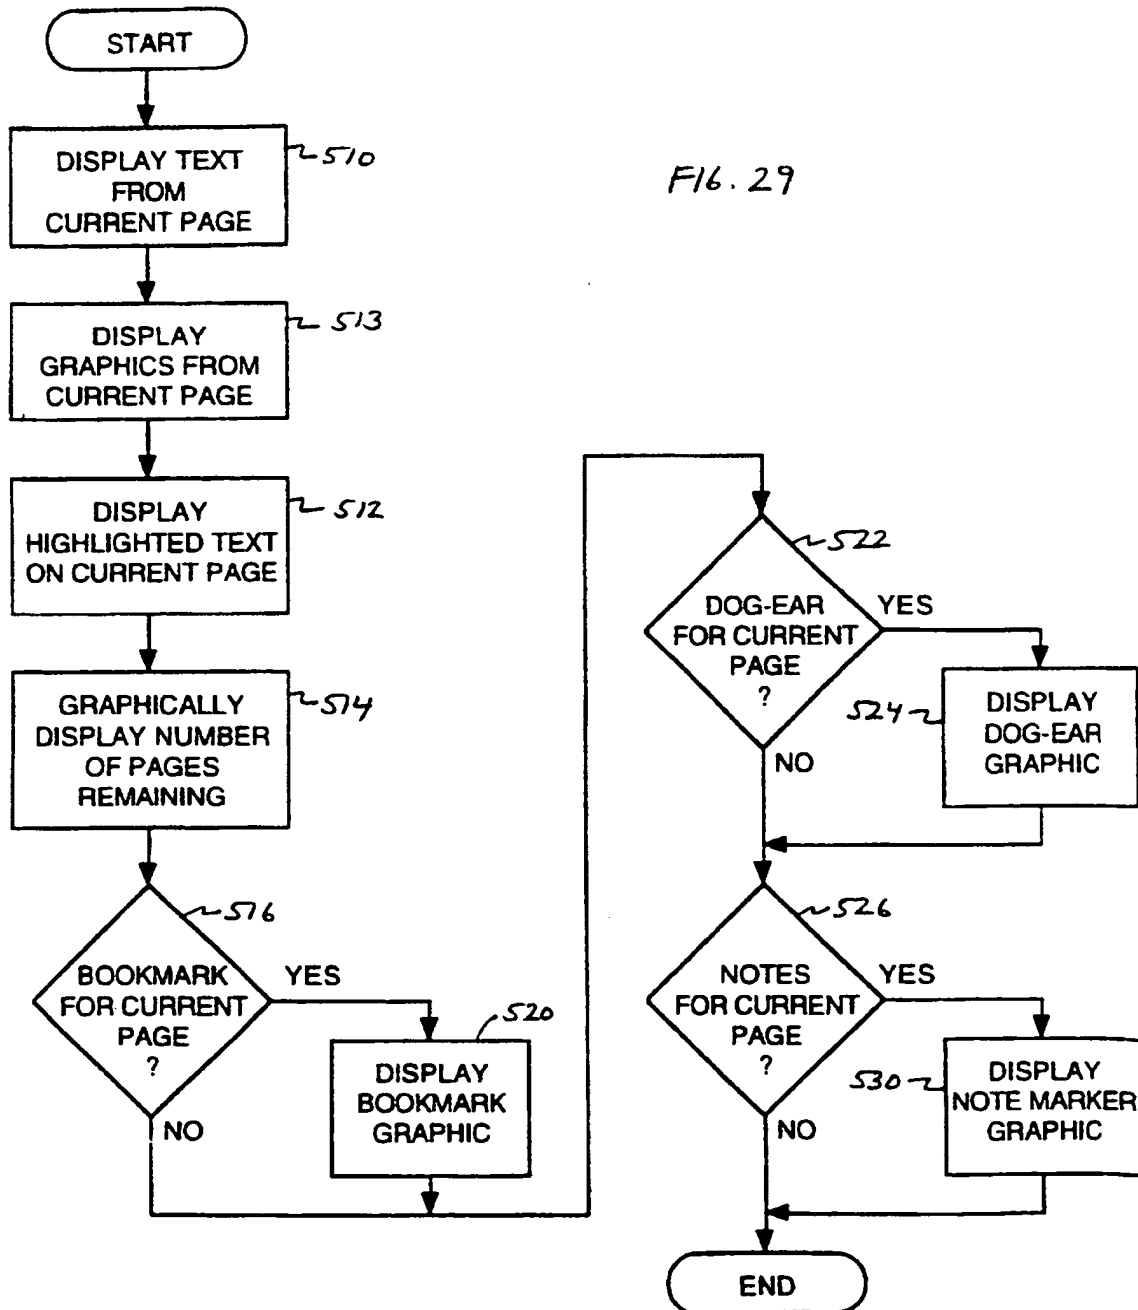 START
DISPLAY TEXT
FROM
CURRENT PAGE
510
FIG. 29
DISPLAY
GRAPHICS FROM
CURRENT PAGE
513
DISPLAY
HIGHLIGHTED TEXT
ON CURRENT PAGE
512
GRAPHICALLY
DISPLAY NUMBER
OF PAGES
REMAINING
514
BOOKMARK
FOR CURRENT
PAGE
?
516
YES
NO
DISPLAY
BOOKMARK
GRAPHIC
520
DOG-EAR
FOR CURRENT
PAGE
?
522
YES
NO
DISPLAY
DOG-EAR
GRAPHIC
524
NOTES
FOR CURRENT
PAGE
?
526
YES
NO
DISPLAY
NOTE MARKER
GRAPHIC
530
END